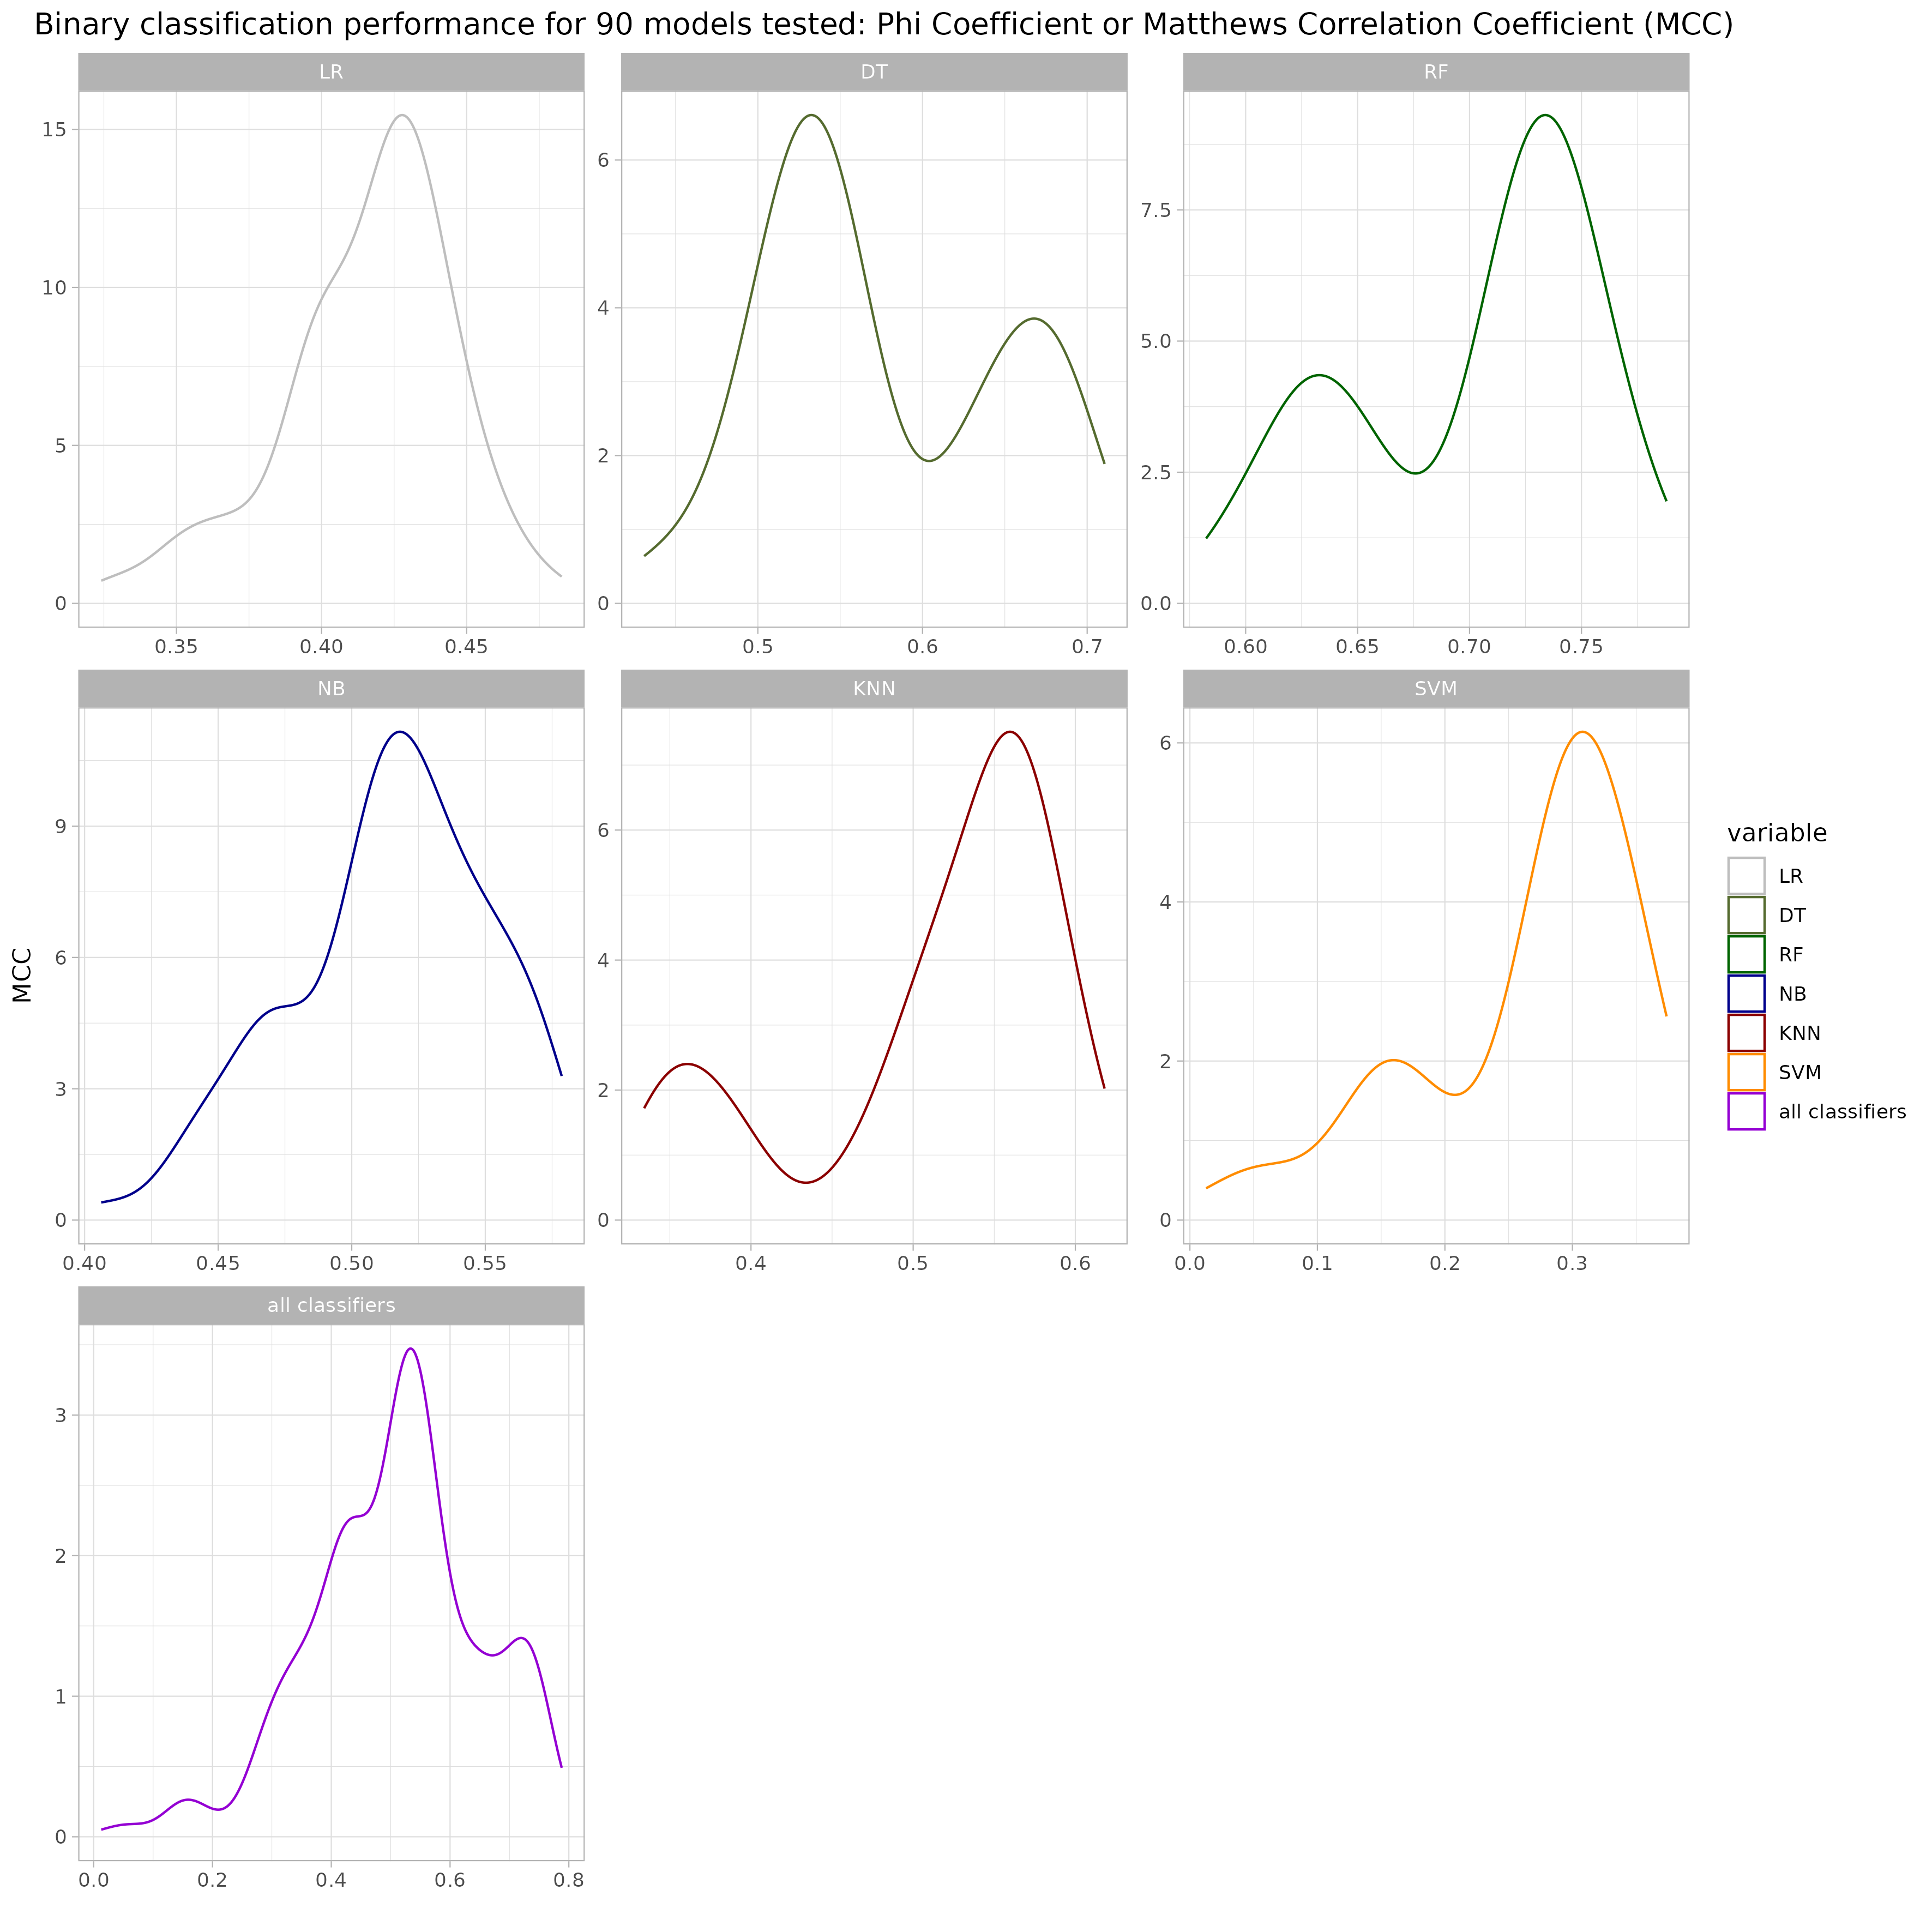 Binary classification performance for 90 models tested: Phi Coefficient or Matthews Correlation Coefficient (MCC)
LR
DT
RF
15
10
5
0
0.35 0.40 0.45
6
4
2
0
0.5 0.6 0.7
7.5
5.0
2.5
0.0
0.60 0.65 0.70 0.75
NB
KNN
SVM
9
6
3
0
0.40 0.45 0.50 0.55
6
4
2
0
0.4 0.5 0.6
6
4
2
0
0.0 0.1 0.2 0.3
MCC
all classifiers
3
2
1
0
0.0 0.2 0.4 0.6 0.8
variable
LR
DT
RF
NB
KNN
SVM
all classifiers